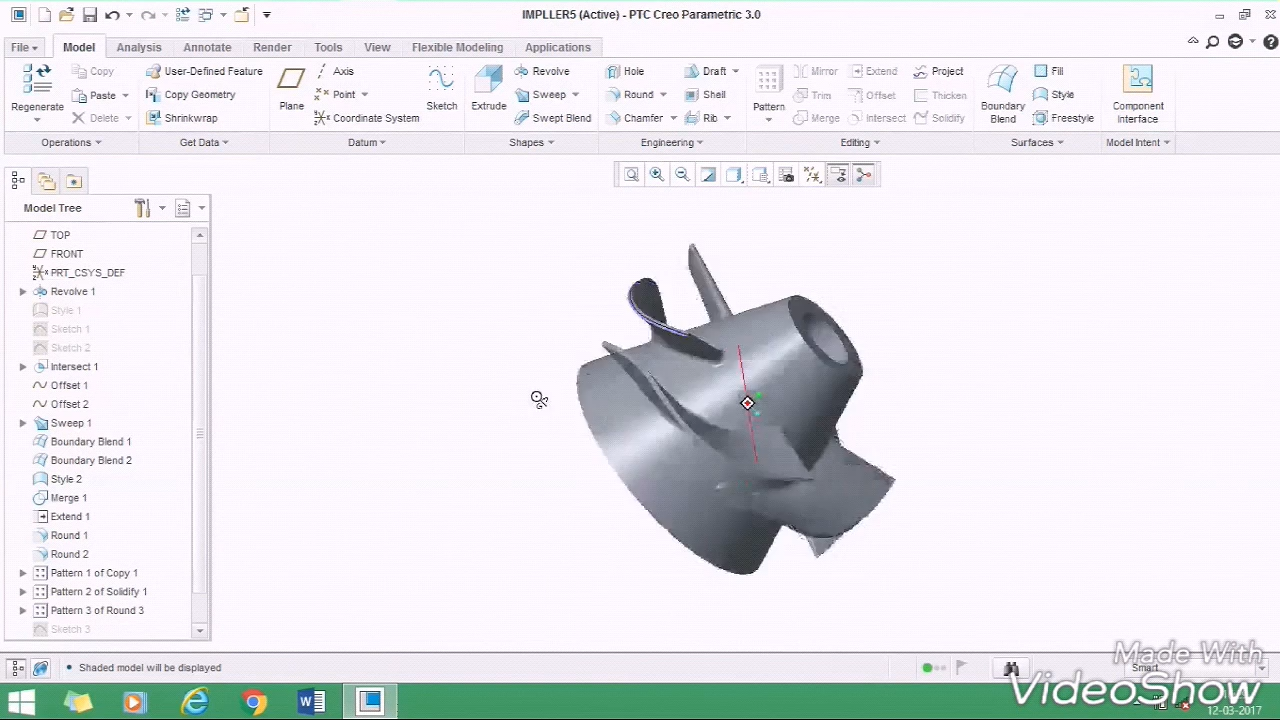 IMPLLER5 (Active) - PTC Creo Parametric 3.0
File Model Analysis Annotate Render Tools View Flexible Modeling Applications
Regenerate Copy Paste Delete User-Defined Feature Copy Geometry Shrinkwrap Plane Axis Point Coordinate System Sketch Extrude Revolve Sweep Swept Blend Hole Round Chamfer Draft Shell Rib Pattern Mirror Trim Merge Extend Offset Intersect Project Thicken Solidify Boundary Blend Fill Style Freestyle Component Interface
Operations Get Data Datum Shapes Engineering Editing Surfaces Model Intent
Model Tree
TOP
FRONT
PRT_CSYS_DEF
Revolve 1
Style 1
Sketch 1
Sketch 2
Intersect 1
Offset 1
Offset 2
Sweep 1
Boundary Blend 1
Boundary Blend 2
Style 2
Merge 1
Extend 1
Round 1
Round 2
Pattern 1 of Copy 1
Pattern 2 of Solidify 1
Pattern 3 of Round 3
Sketch 3
Shaded model will be displayed
Smart
Made With
VideoShow
12-03-2017